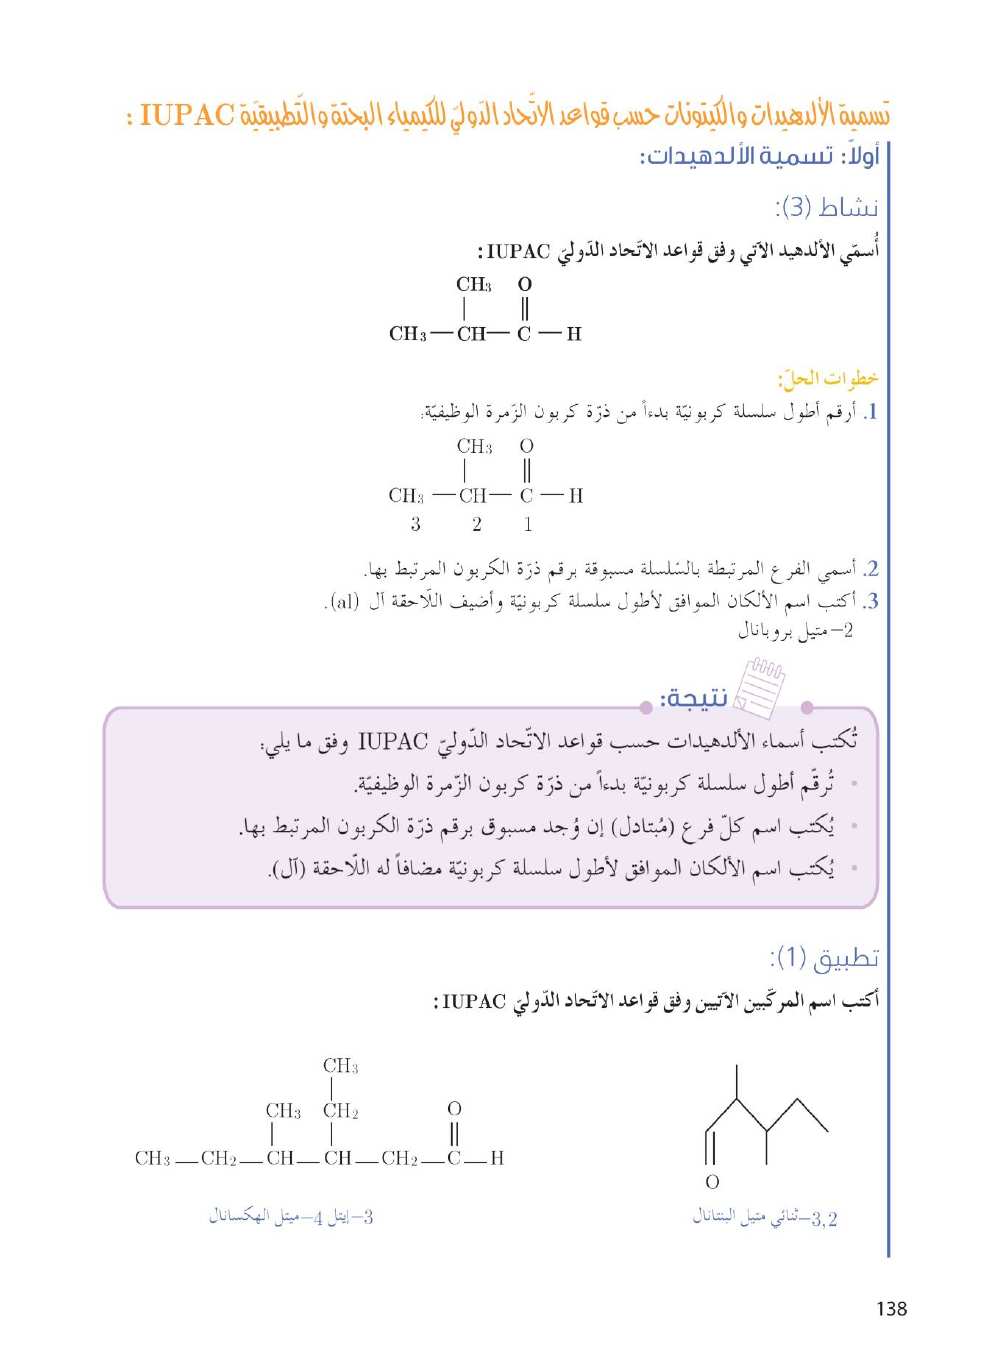 تسمية الألدهيدات والكيتونات حسب قواعد الاتّحاد الدّوليّ للكيمياء البحتة والتّطبيقيّة IUPAC :
أولاً: تسمية الألدهيدات:
نشاط (3):
أُسمّي الألدهيد الآتي وفق قواعد الاتّحاد الدّوليّ IUPAC :
CH3 O
CH3 — CH — C — H
خطوات الحلّ:
1. أرقم أطول سلسلة كربونيّة بدءاً من ذرّة كربون الزّمرة الوظيفيّة:
CH3 O
CH3 — CH — C — H
3 2 1
2. أسمي الفرع المرتبطة بالسّلسلة مسبوقة برقم ذرّة الكربون المرتبط بها.
3. أكتب اسم الألكان الموافق لأطول سلسلة كربونيّة وأضيف اللّاحقة آل (al).
2– متيل بروبانال
نتيجة:
تُكتب أسماء الألدهيدات حسب قواعد الاتّحاد الدّوليّ IUPAC وفق ما يلي:
• تُرقّم أطول سلسلة كربونيّة بدءاً من ذرّة كربون الزّمرة الوظيفيّة.
• يُكتب اسم كلّ فرع (مُبتادل) إن وُجد مسبوق برقم ذرّة الكربون المرتبط بها.
• يُكتب اسم الألكان الموافق لأطول سلسلة كربونيّة مضافاً له اللّاحقة (آل).
تطبيق (1):
أكتب اسم المركّبين الآتيين وفق قواعد الاتّحاد الدّوليّ IUPAC :
CH3
CH3 CH2 O
CH3 — CH2 — CH — CH — CH2 — C — H
O
3,2–ثنائي متيل البنتانال
3–إيتل 4–ميتل الهكسانال
138